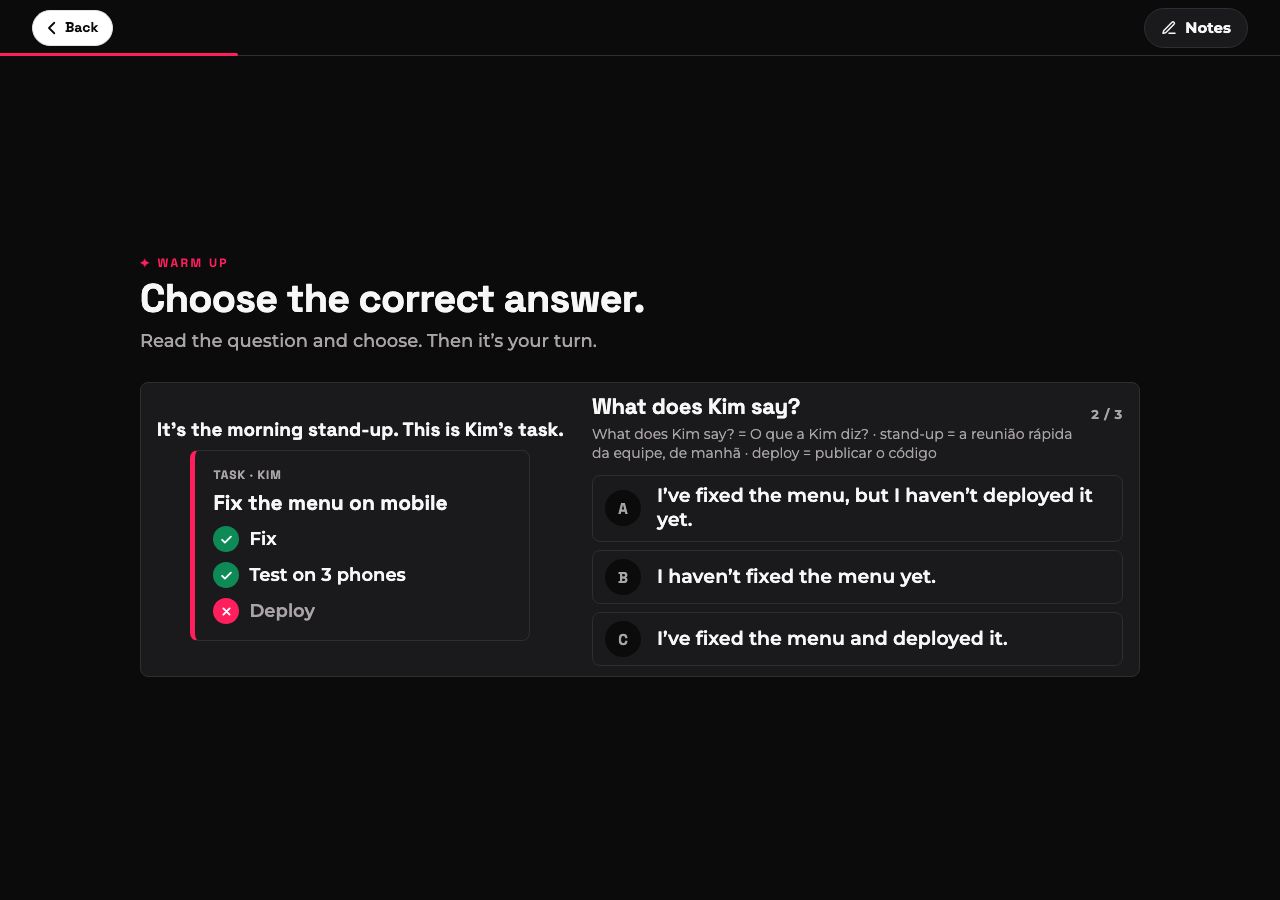 Back
Notes
WARM UP
Choose the correct answer.
Read the question and choose. Then it's your turn.
It's the morning stand-up. This is Kim's task.
TASK · KIM
Fix the menu on mobile
Fix
Test on 3 phones
Deploy
What does Kim say?
2 / 3
What does Kim say? = O que a Kim diz? · stand-up = a reunião rápida
da equipe, de manhã · deploy = publicar o código
A
I've fixed the menu, but I haven't deployed it
yet.
B
I haven't fixed the menu yet.
C
I've fixed the menu and deployed it.